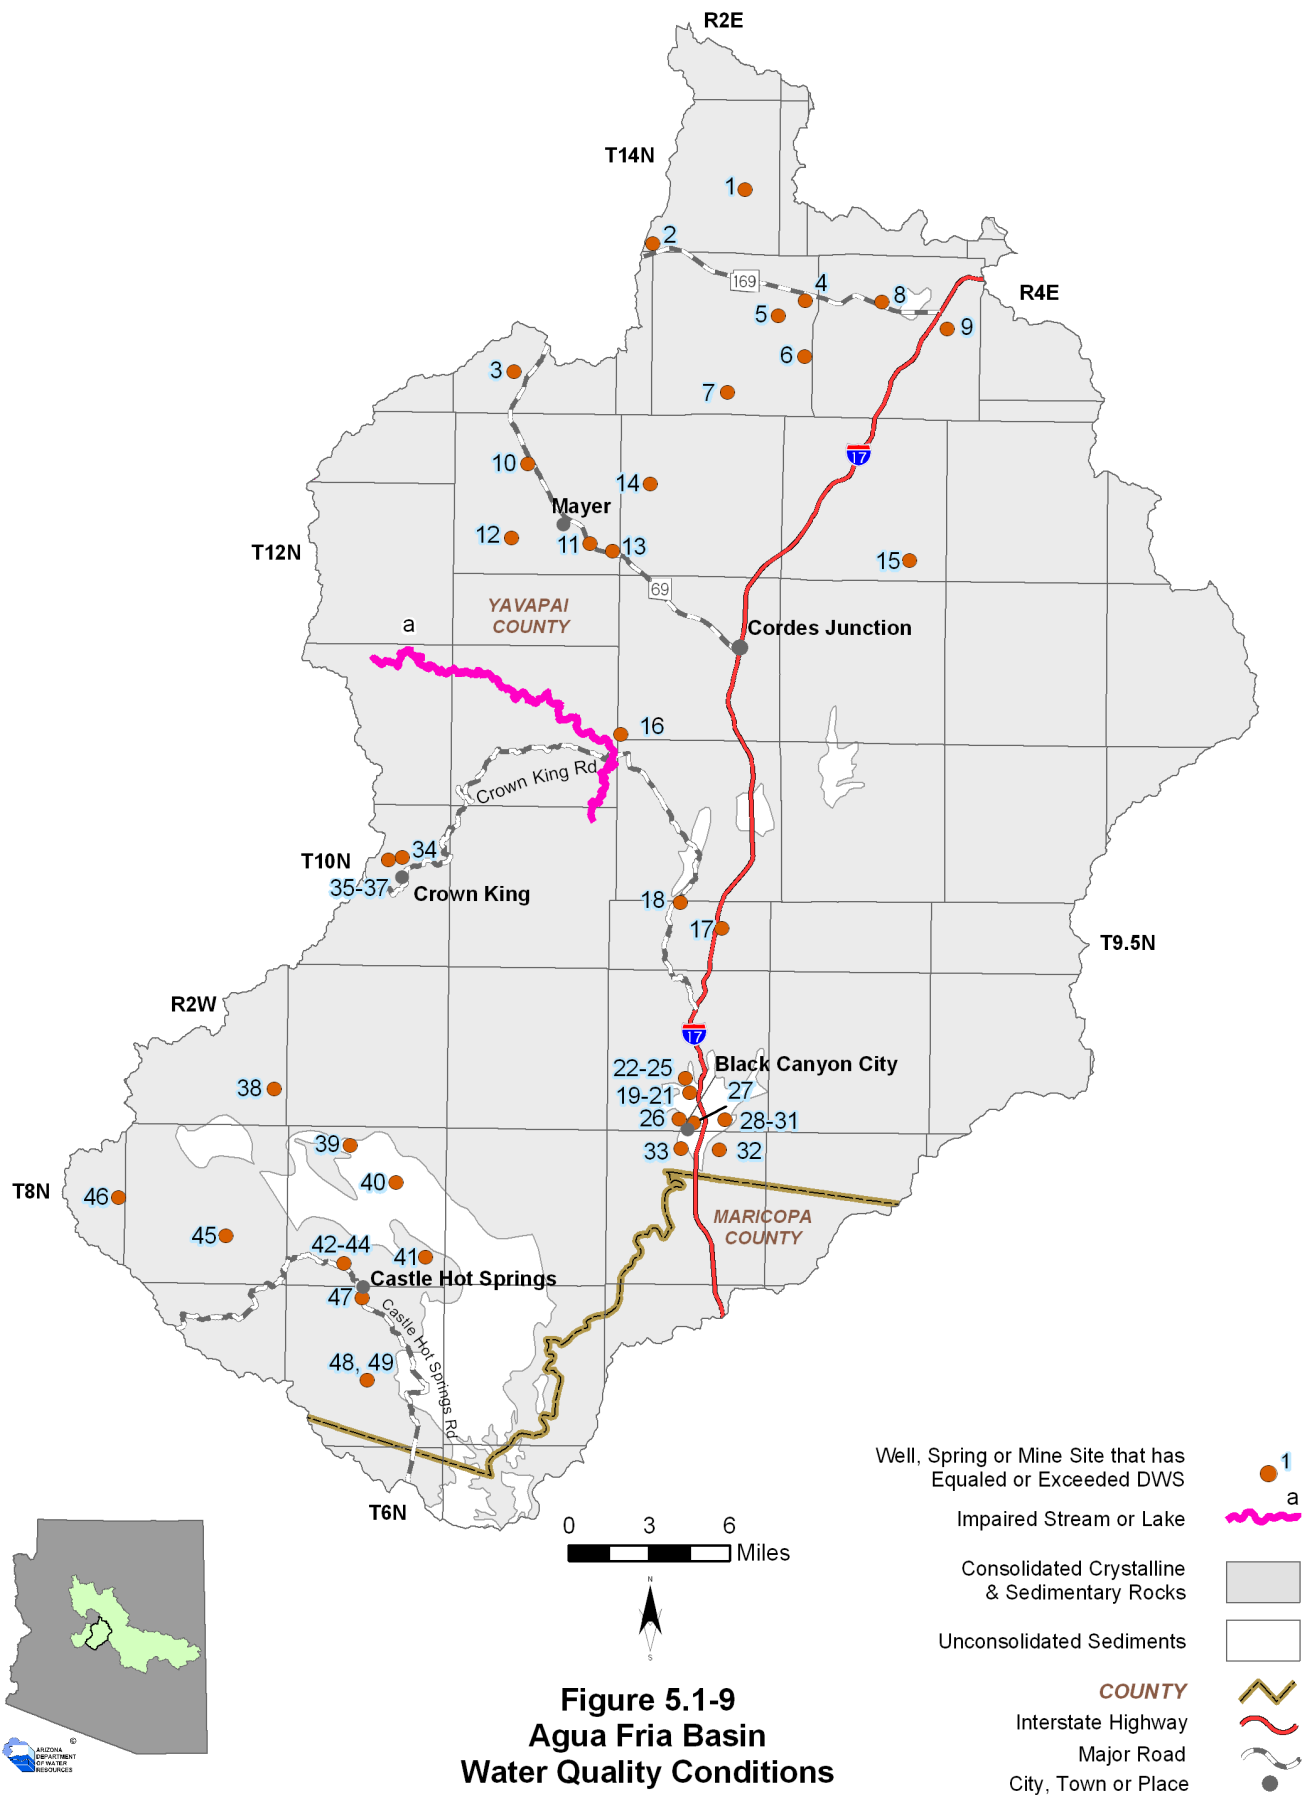 R2E
T14N
1
2
169
4
8
R4E
5
9
6
3
7
17
10
14
Mayer
12
11
13
T12N
15
69
YAVAPAI
COUNTY
a
Cordes Junction
16
Crown King Rd
34
T10N
35-37
Crown King
18
17
T9.5N
R2W
17
Black Canyon City
22-25
38
19-21
27
26
28-31
39
33
32
40
T8N
46
MARICOPA
COUNTY
45
42-44
41
Castle Hot Springs
47
Castle Hot Springs Rd
48, 49
T6N
Well, Spring or Mine Site that has
Equaled or Exceeded DWS
1
a
Impaired Stream or Lake
0 3 6
Miles
Consolidated Crystalline
& Sedimentary Rocks
N
S
Unconsolidated Sediments
COUNTY
Interstate Highway
Major Road
City, Town or Place
Figure 5.1-9
Agua Fria Basin
Water Quality Conditions
©
ARIZONA
DEPARTMENT
OF WATER
RESOURCES